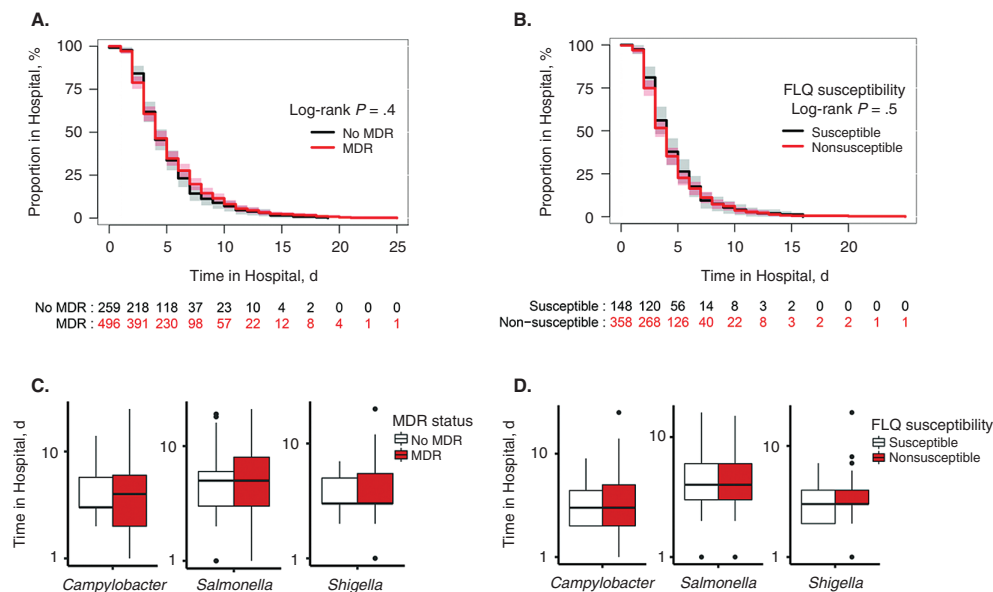 A.
Proportion in Hospital, %
100
75
50
25
0
Log-rank P = .4
No MDR
MDR
0 5 10 15 20 25
Time in Hospital, d
No MDR : 259 218 118 37 23 10 4 2 0 0 0
MDR : 496 391 230 98 57 22 12 8 4 1 1
B.
Proportion in Hospital, %
100
75
50
25
0
FLQ susceptibility
Log-rank P = .5
Susceptible
Nonsusceptible
0 5 10 15 20
Time in Hospital, d
Susceptible : 148 120 56 14 8 3 2 0 0 0 0
Non-susceptible : 358 268 126 40 22 8 3 2 2 1 1
C.
Time in Hospital, d
10
1
10
1
10
1
MDR status
No MDR
MDR
Campylobacter Salmonella Shigella
D.
Time in Hospital, d
10
1
10
1
10
1
FLQ susceptibility
Susceptible
Nonsusceptible
Campylobacter Salmonella Shigella